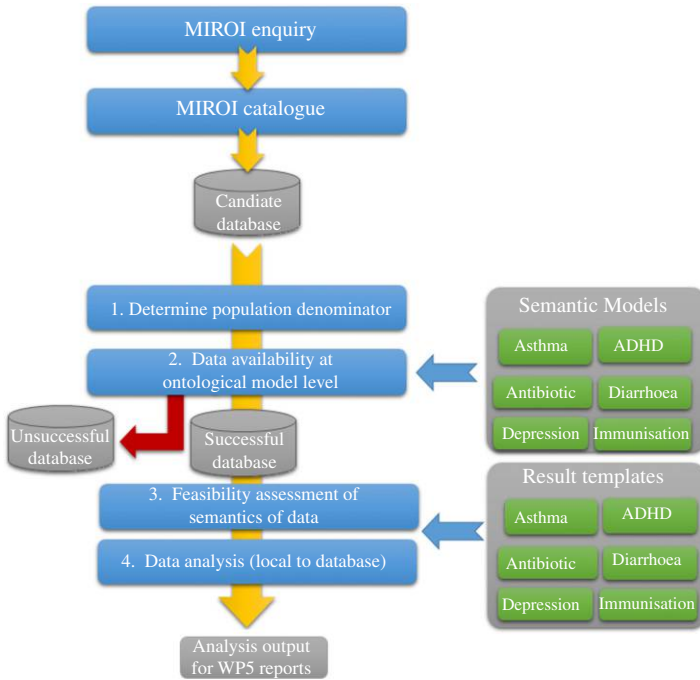 MIROI enquiry
MIROI catalogue
Candiate
database
1. Determine population denominator
2. Data availability at
ontological model level
Unsuccessful
database
Successful
database
3. Feasibility assessment of
semantics of data
4. Data analysis (local to database)
Analysis output
for WP5 reports
Semantic Models
Asthma
ADHD
Antibiotic
Diarrhoea
Depression
Immunisation
Result templates
Asthma
ADHD
Antibiotic
Diarrhoea
Depression
Immunisation